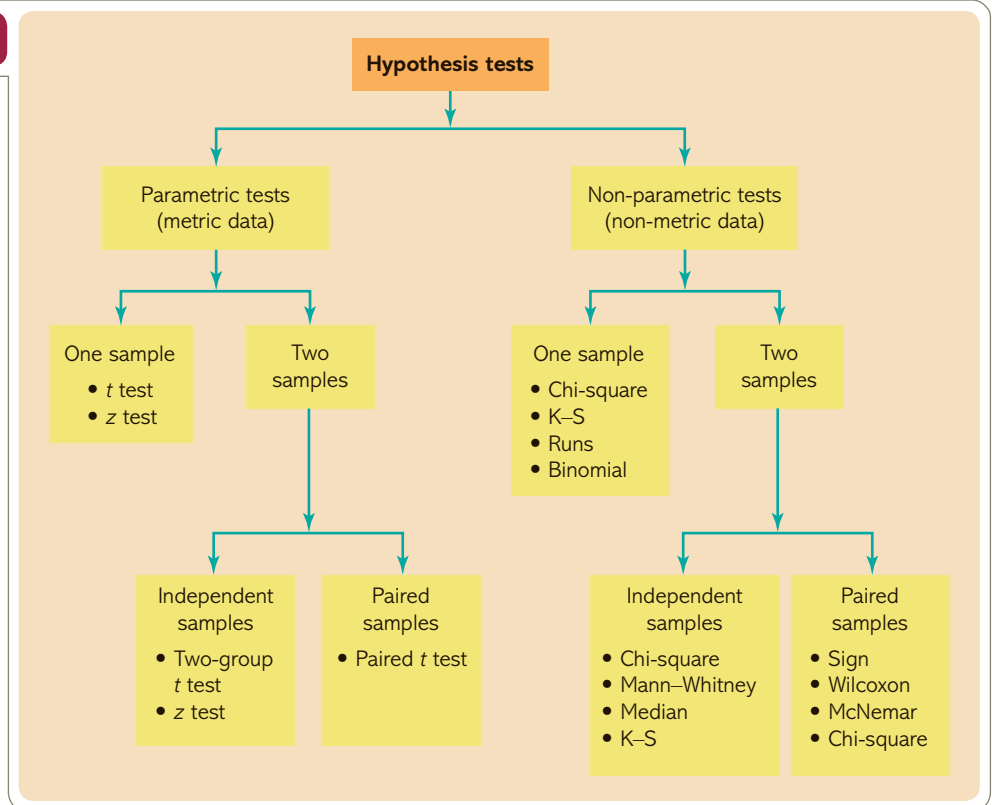 Hypothesis tests
Parametric tests
(metric data)
Non-parametric tests
(non-metric data)
One sample
• t test
• z test
Two
samples
One sample
• Chi-square
• K–S
• Runs
• Binomial
Two
samples
Independent
samples
• Two-group
t test
• z test
Paired
samples
• Paired t test
Independent
samples
• Chi-square
• Mann–Whitney
• Median
• K–S
Paired
samples
• Sign
• Wilcoxon
• McNemar
• Chi-square